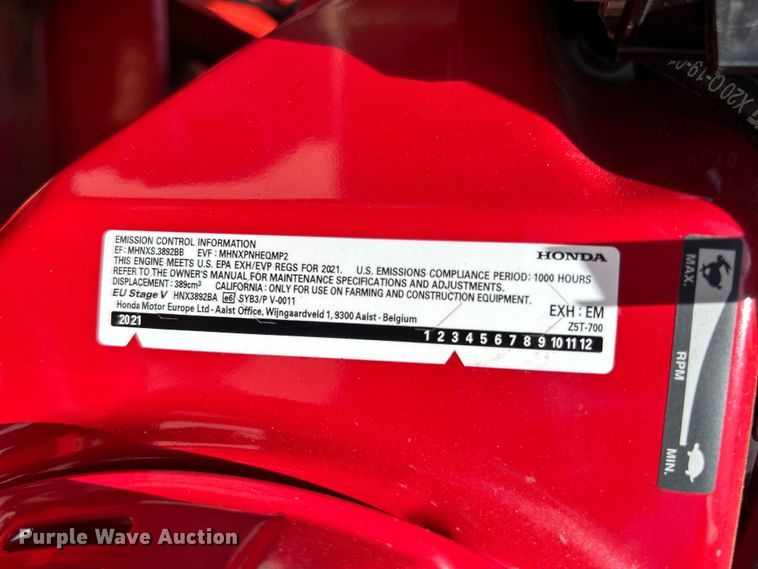 X20Q-19-0
EMISSION CONTROL INFORMATION
HONDA
EF: MHNXS.3892BB EVF : MHNXPNHEQMP2
THIS ENGINE MEETS U.S. EPA EXH/EVP REGS FOR 2021. U.S. EMISSIONS COMPLIANCE PERIOD: 1000 HOURS
REFER TO THE OWNER'S MANUAL FOR MAINTENANCE SPECIFICATIONS AND ADJUSTMENTS.
DISPLACEMENT : 389cm³ CALIFORNIA: ONLY FOR USE ON FARMING AND CONSTRUCTION EQUIPMENT.
EU Stage V HNX3892BA e6 SYB3/P V-0011
EXH : EM
Honda Motor Europe Ltd - Aalst Office, Wijngaardveld 1, 9300 Aalst - Belgium
Z5T-700
2021
1 2 3 4 5 6 7 8 9 10 11 12
MAX.
RPM
MIN.
Purple Wave Auction